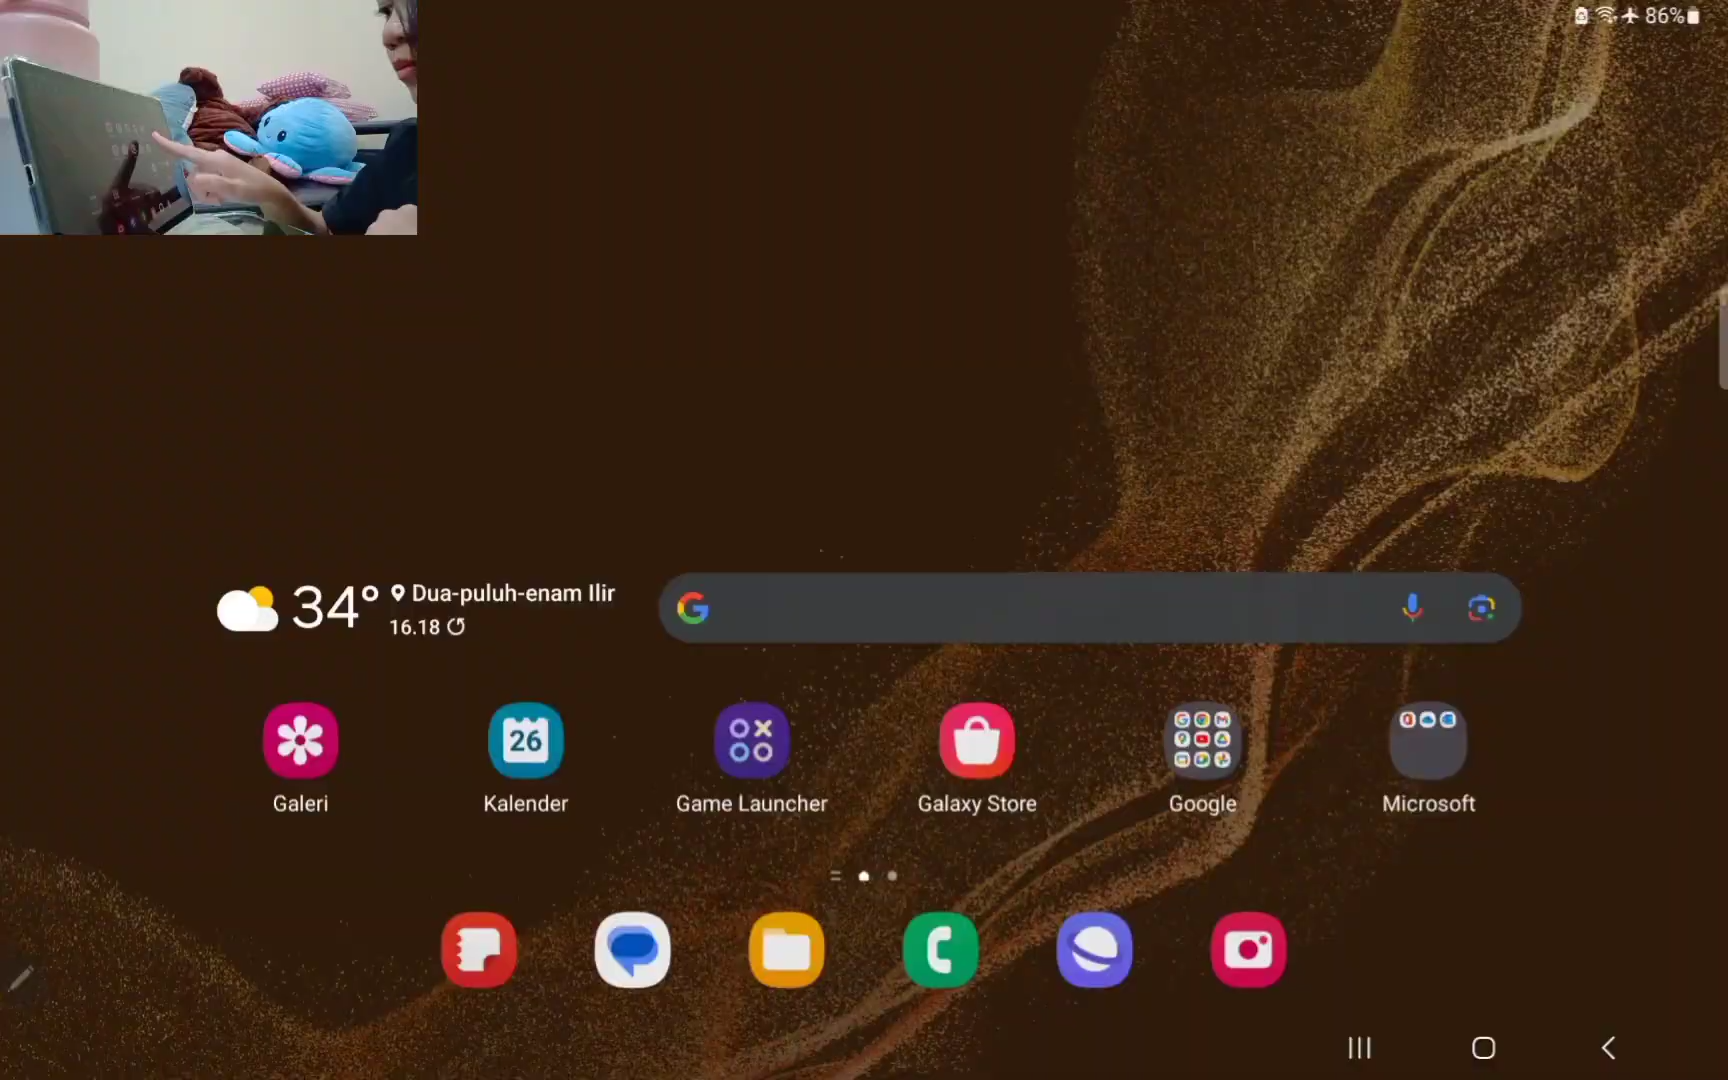 86%
34° Dua-puluh-enam Ilir
16.18
26
Galeri
Kalender
Game Launcher
Galaxy Store
Google
Microsoft